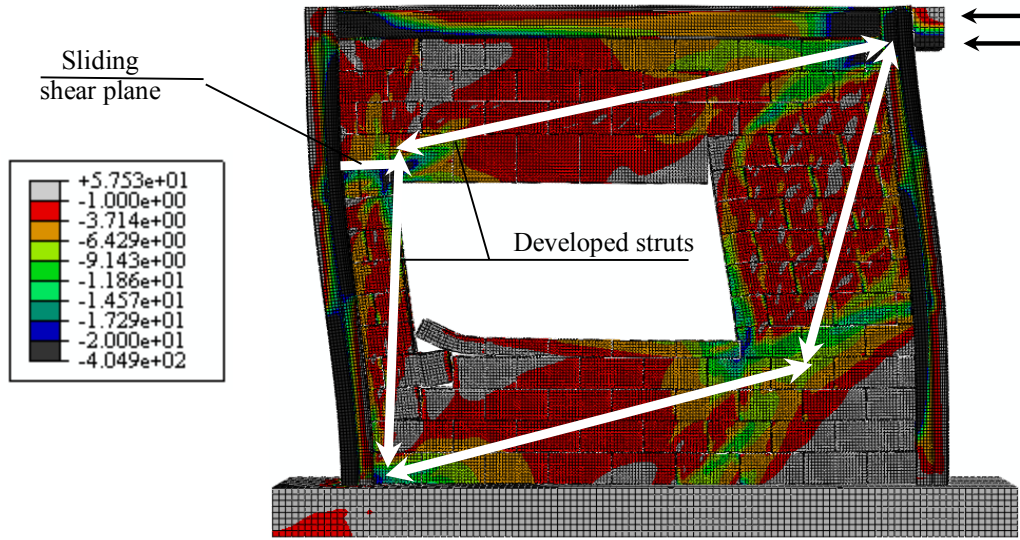 Sliding
shear plane
+5.753e+01
-1.000e+00
-3.714e+00
-6.429e+00
-9.143e+00
-1.186e+01
-1.457e+01
-1.729e+01
-2.000e+01
-4.049e+02
Developed struts